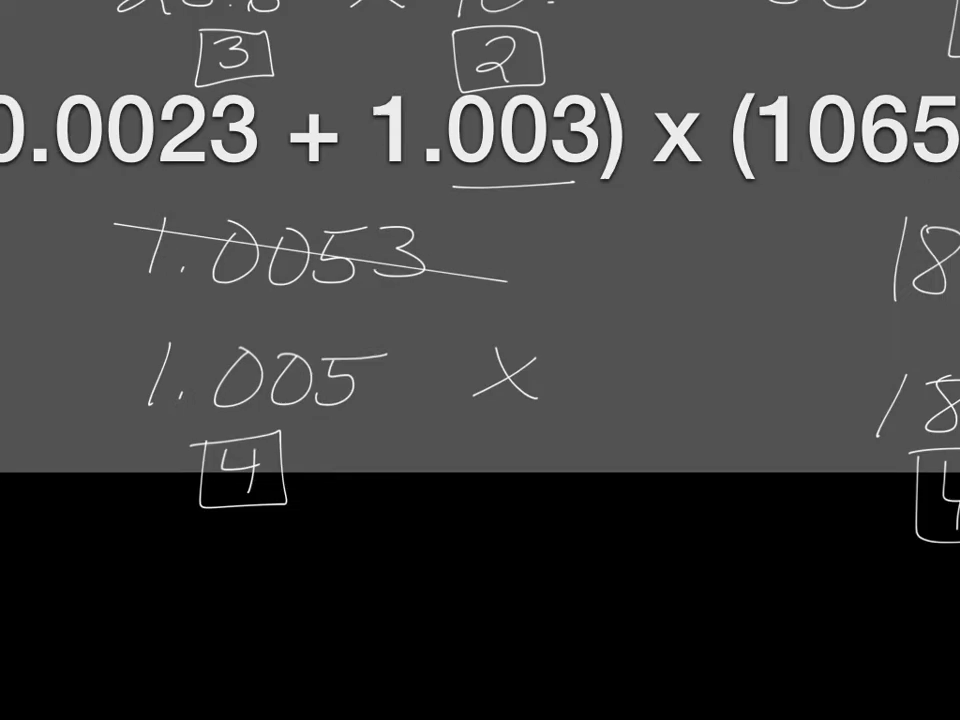 3 2
0.0023 + 1.003) x (1065
1.0053 18
1.005 x 18
4 4